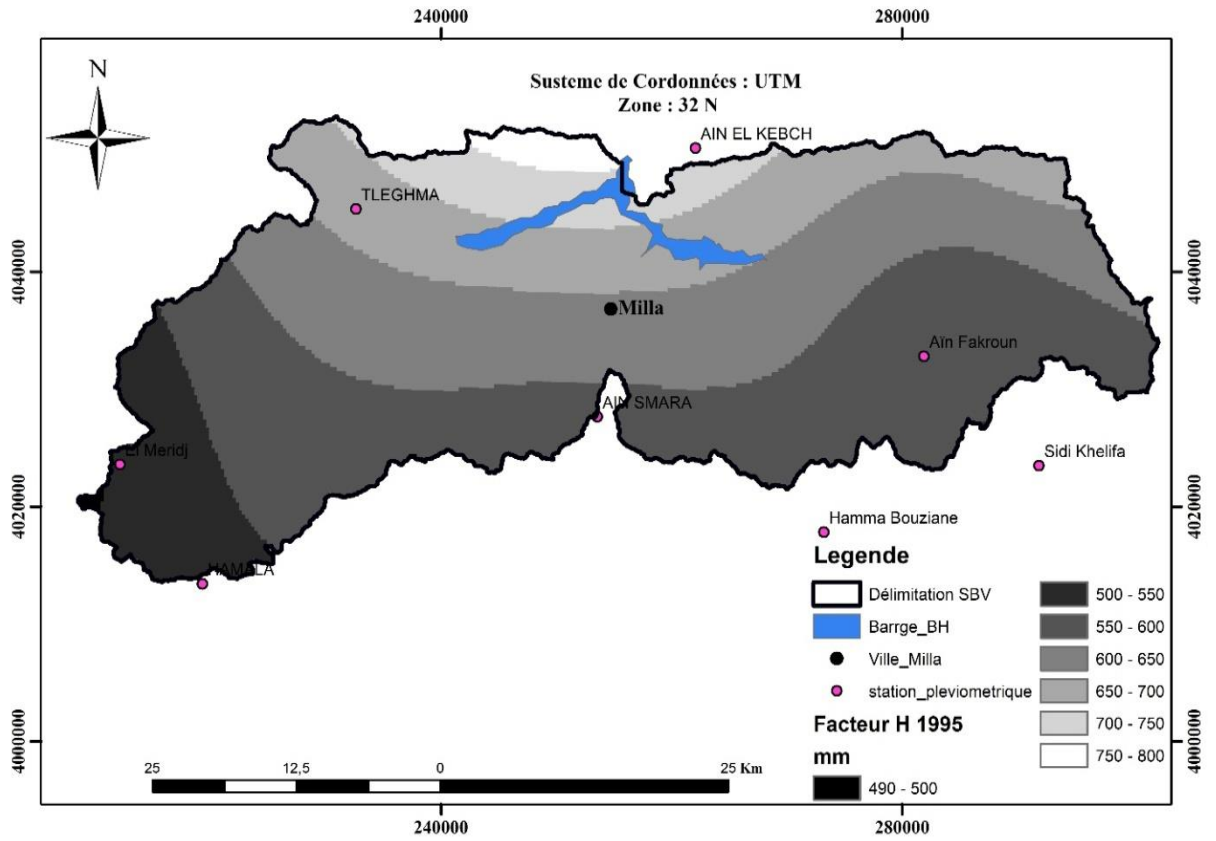 240000
280000
N
Susteme de Cordonnées : UTM
Zone : 32 N
AIN EL KEBCH
TLEGHMA
4040000
4040000
Milla
Aïn Fakroun
AIN SMARA
El Meridj
Sidi Khelifa
4020000
4020000
Hamma Bouziane
HAMALA
Legende
Délimitation SBV
Barrge_BH
Ville_Milla
station_pleviometrique
Facteur H 1995
mm
490 - 500
500 - 550
550 - 600
600 - 650
650 - 700
700 - 750
750 - 800
4000000
4000000
25
12,5
0
25 Km
240000
280000